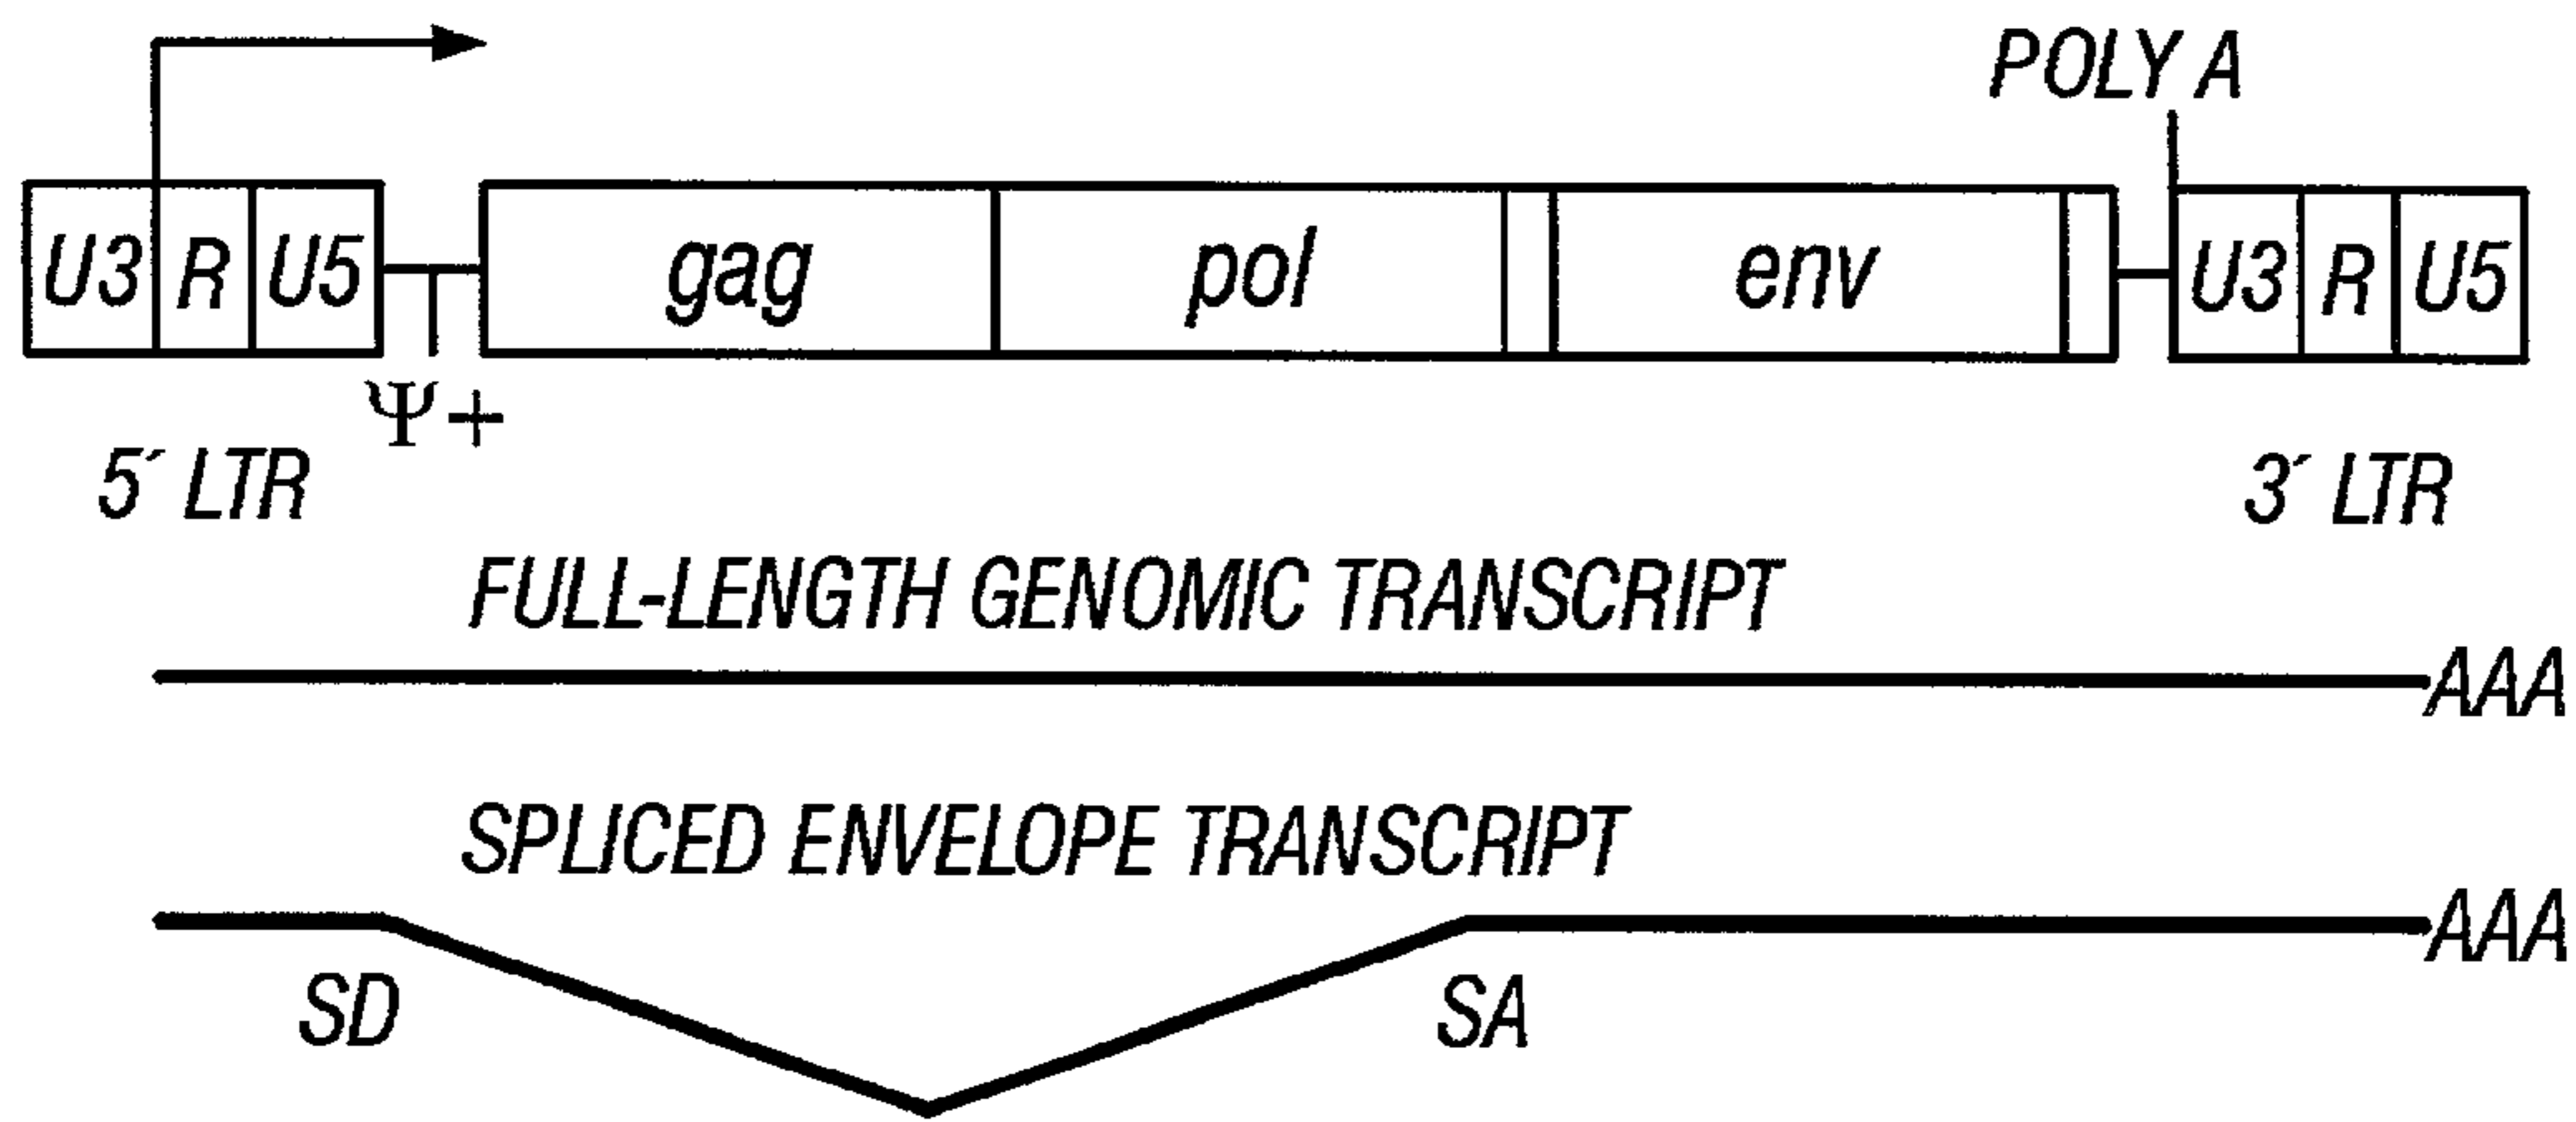 POLY A
U3 R U5 gag pol env U3 R U5
Ψ+
5´ LTR 3´ LTR
FULL-LENGTH GENOMIC TRANSCRIPT
AAA
SPLICED ENVELOPE TRANSCRIPT
AAA
SD SA